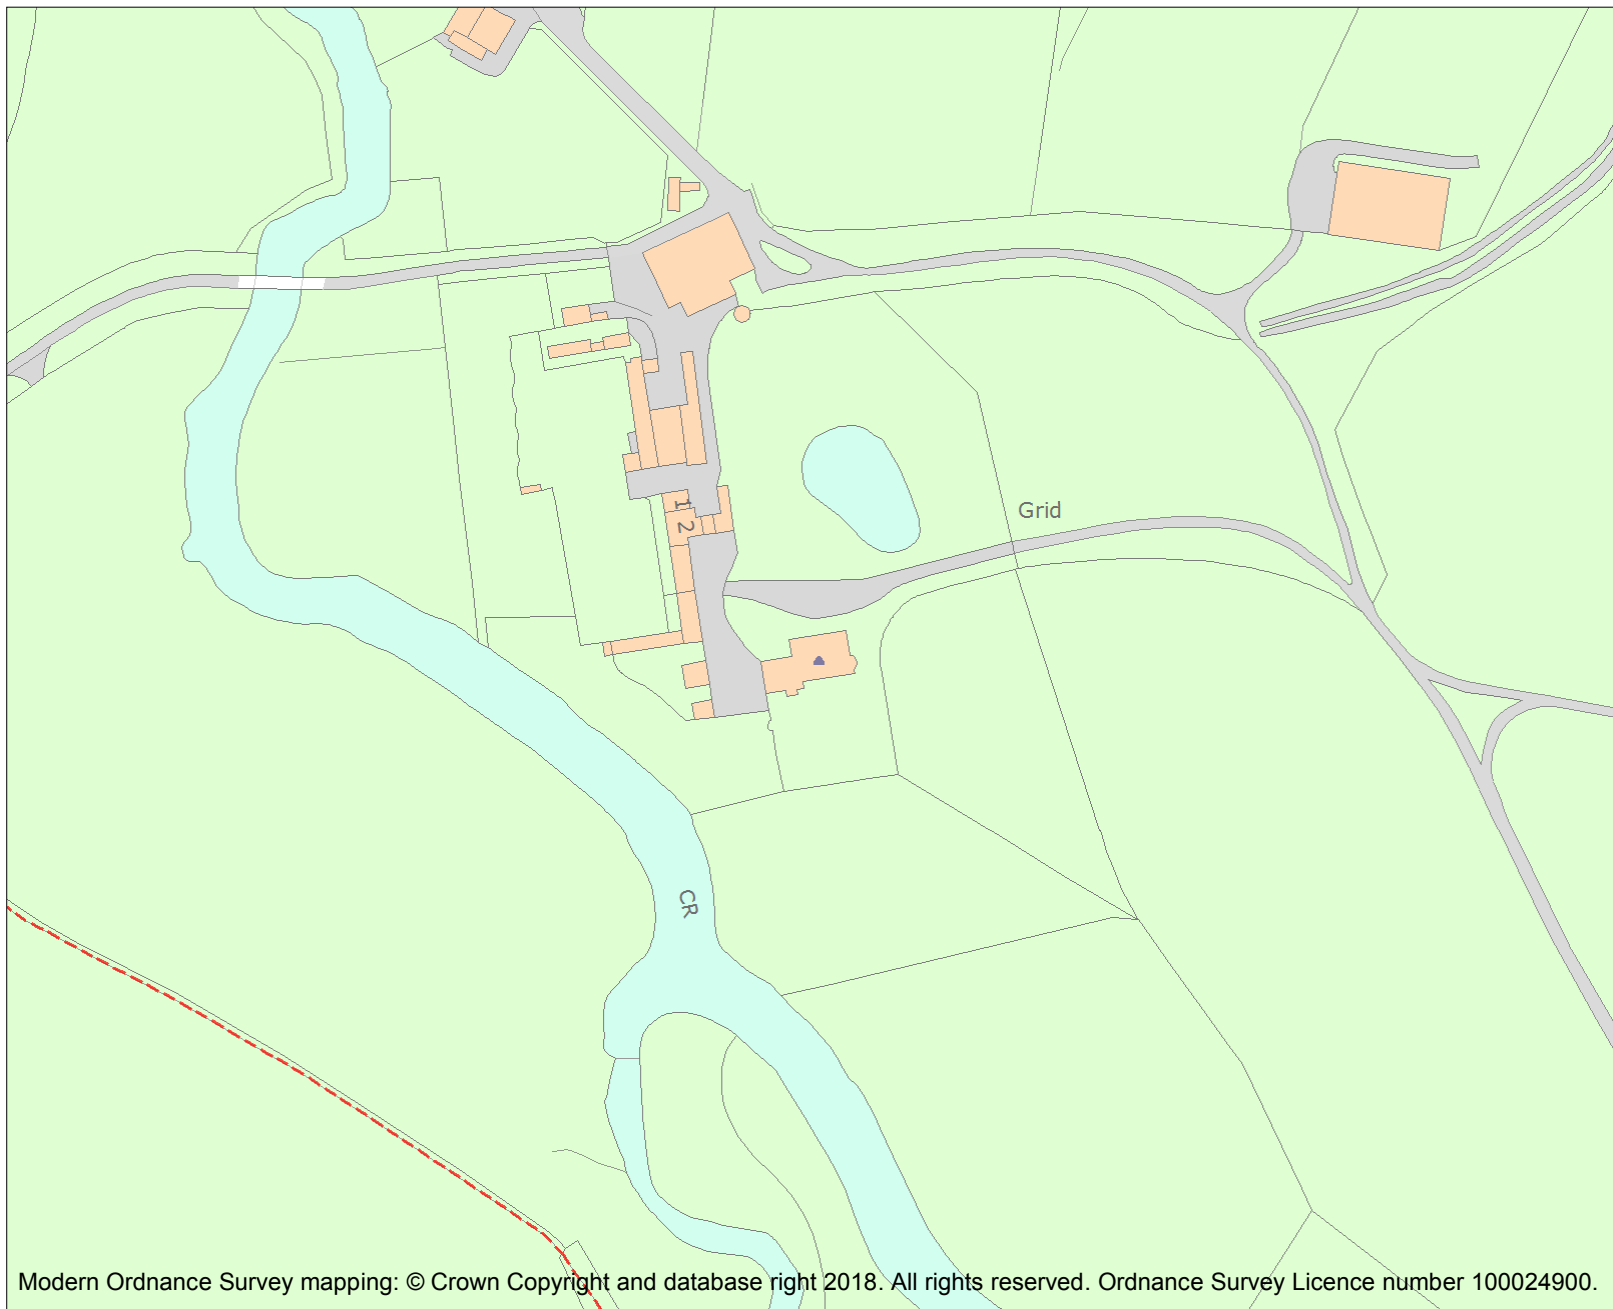 1
2
Grid
CR
Modern Ordnance Survey mapping: © Crown Copyright and database right 2018. All rights reserved. Ordnance Survey Licence number 100024900.